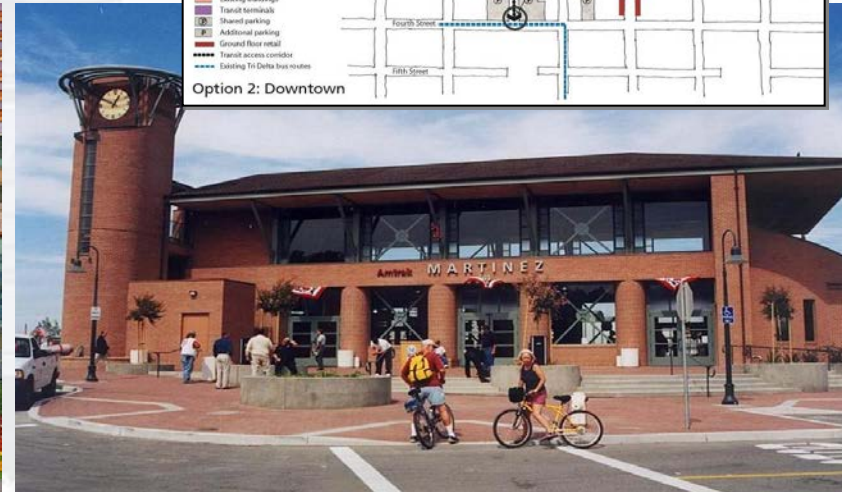 Transit terminals
Shared parking
P
Additonal parking
Ground floor retail
Transit access corridor
Existing Tri Delta bus routes
Fourth Street
Fifth Street
Option 2: Downtown
Amtrak MARTINEZ